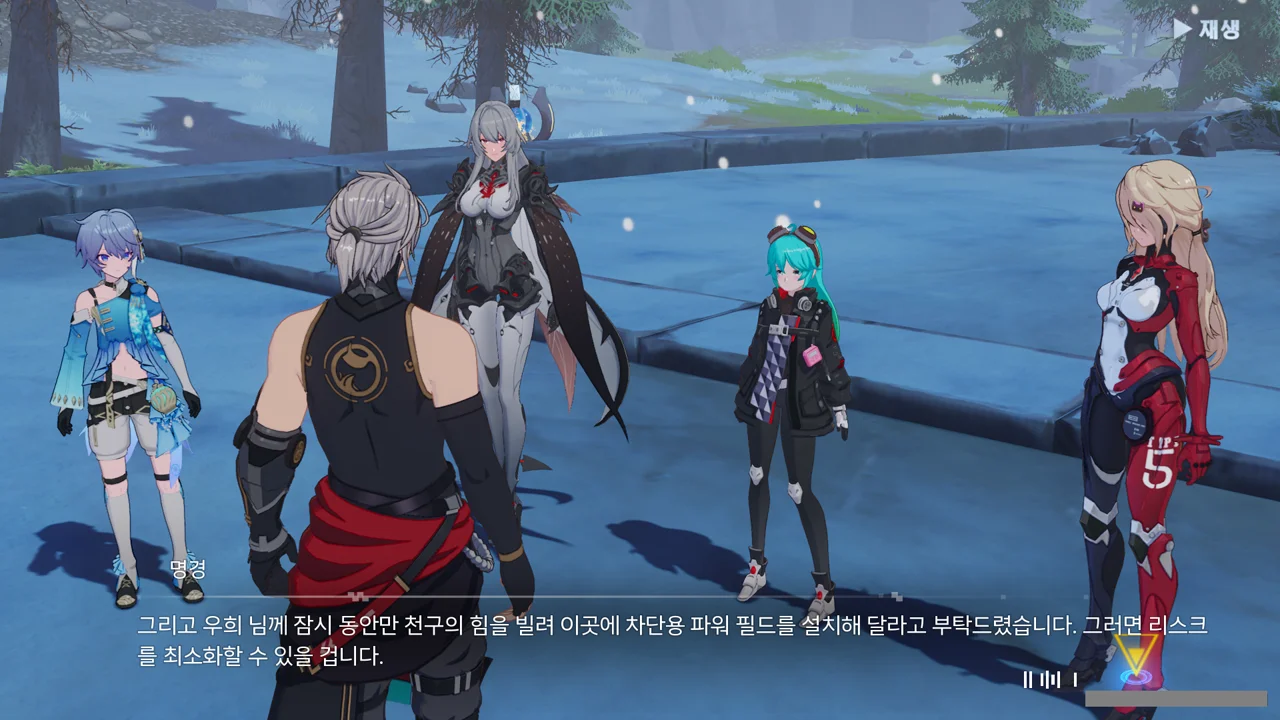 재생
명경
그리고 우희 님께 잠시 동안만 천구의 힘을 빌려 이곳에 차단용 파워 필드를 설치해 달라고 부탁드렸습니다. 그러면 리스크
를 최소화할 수 있을 겁니다.
5